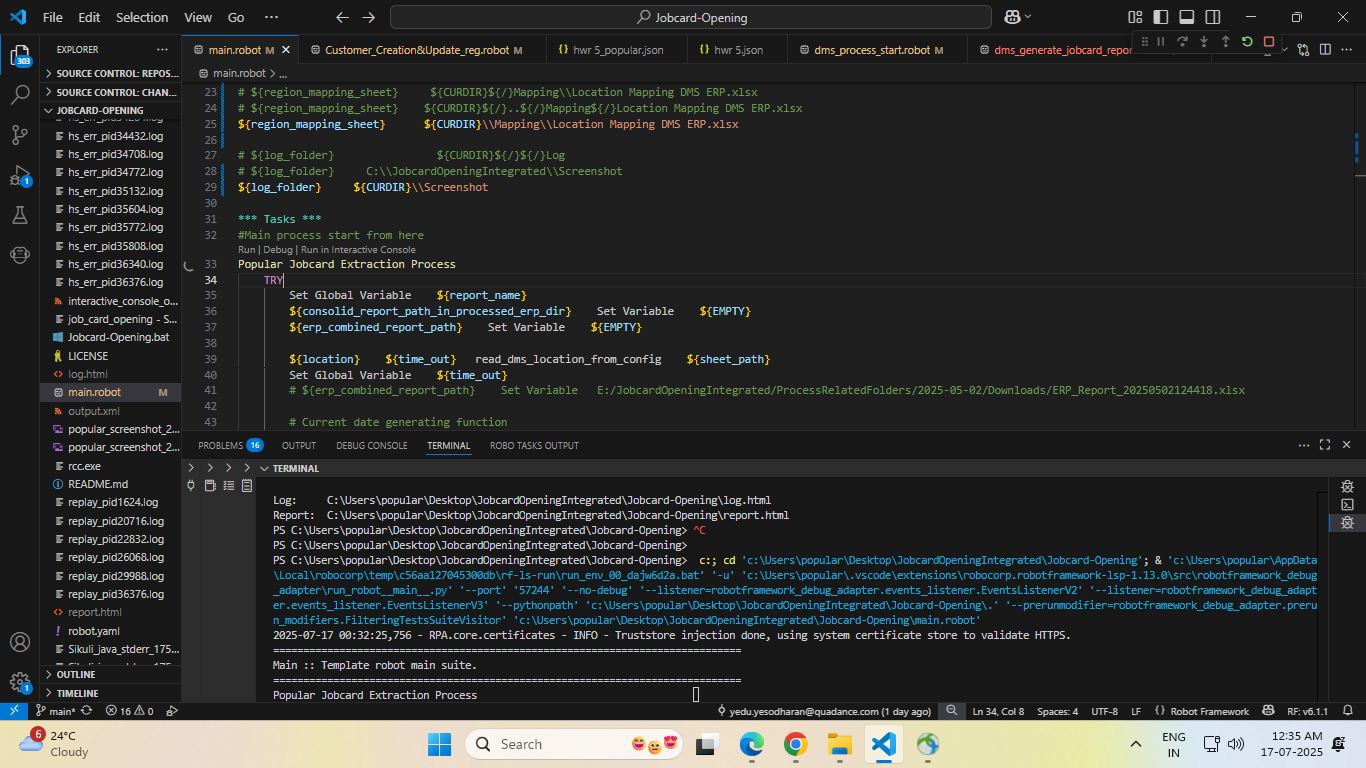 File Edit Selection View Go ···
Jobcard-Opening
EXPLORER ···
main.robot M
Customer_Creation&Update_reg.robot M
hwr 5_popular.json
hwr 5.json
dms_process_start.robot M
dms_generate_jobcard_repor
303
SOURCE CONTROL: REPOS...
SOURCE CONTROL: CHAN...
JOBCARD-OPENING
hs_err_pid34432.log
hs_err_pid34708.log
hs_err_pid34772.log
hs_err_pid35132.log
hs_err_pid35604.log
hs_err_pid35772.log
hs_err_pid35808.log
hs_err_pid36340.log
hs_err_pid36376.log
interactive_console_o...
job_card_opening - S...
Jobcard-Opening.bat
LICENSE
log.html
main.robot M
output.xml
popular_screenshot_2...
popular_screenshot_2...
rcc.exe
README.md
replay_pid1624.log
replay_pid20716.log
replay_pid22832.log
replay_pid26068.log
replay_pid29988.log
replay_pid36376.log
report.html
robot.yaml
Sikuli_java_stderr_175...
OUTLINE
TIMELINE
1
1
main.robot > ...
23 # ${region_mapping_sheet} ${CURDIR}${/}Mapping\\Location Mapping DMS ERP.xlsx
24 # ${region_mapping_sheet} ${CURDIR}${/}..${/}Mapping${/}Location Mapping DMS ERP.xlsx
25 ${region_mapping_sheet} ${CURDIR}\\Mapping\\Location Mapping DMS ERP.xlsx
26
27 # ${log_folder} ${CURDIR}${/}${/}Log
28 # ${log_folder} C:\\JobcardOpeningIntegrated\\Screenshot
29 ${log_folder} ${CURDIR}\\Screenshot
30
31 *** Tasks ***
32 #Main process start from here
Run | Debug | Run in Interactive Console
33 Popular Jobcard Extraction Process
34 TRY
35 Set Global Variable ${report_name}
36 ${consolid_report_path_in_processed_erp_dir} Set Variable ${EMPTY}
37 ${erp_combined_report_path} Set Variable ${EMPTY}
38
39 ${location} ${time_out} read_dms_location_from_config ${sheet_path}
40 Set Global Variable ${time_out}
41 # ${erp_combined_report_path} Set Variable E:/JobcardOpeningIntegrated/ProcessRelatedFolders/2025-05-02/Downloads/ERP_Report_20250502124418.xlsx
42
43 # Current date generating function
PROBLEMS 16 OUTPUT DEBUG CONSOLE TERMINAL ROBO TASKS OUTPUT
TERMINAL
Log: C:\Users\popular\Desktop\JobcardOpeningIntegrated\Jobcard-Opening\log.html
Report: C:\Users\popular\Desktop\JobcardOpeningIntegrated\Jobcard-Opening\report.html
PS C:\Users\popular\Desktop\JobcardOpeningIntegrated\Jobcard-Opening> ^C
PS C:\Users\popular\Desktop\JobcardOpeningIntegrated\Jobcard-Opening>
PS C:\Users\popular\Desktop\JobcardOpeningIntegrated\Jobcard-Opening> c:; cd 'c:\Users\popular\Desktop\JobcardOpeningIntegrated\Jobcard-Opening'; & 'c:\Users\popular\AppData
\Local\robocorp\temp\c56aa127045300db\rf-ls-run\run_env_00_dajw6d2a.bat' '-u' 'c:\Users\popular\.vscode\extensions\robocorp.robotframework-lsp-1.13.0\src\robotframework_debug
_adapter\run_robot__main__.py' '--port' '57244' '--no-debug' '--listener=robotframework_debug_adapter.events_listener.EventsListenerV2' '--listener=robotframework_debug_adapt
er.events_listener.EventsListenerV3' '--pythonpath' 'c:\Users\popular\Desktop\JobcardOpeningIntegrated\Jobcard-Opening\.' '--prerunmodifier=robotframework_debug_adapter.preru
n_modifiers.FilteringTestsSuiteVisitor' 'c:\Users\popular\Desktop\JobcardOpeningIntegrated\Jobcard-Opening\main.robot'
2025-07-17 00:32:25,756 - RPA.core.certificates - INFO - Truststore injection done, using system certificate store to validate HTTPS.
==============================================================================
Main :: Template robot main suite.
==============================================================================
Popular Jobcard Extraction Process
main* 16 0
yedu.yesodharan@quadance.com (1 day ago)
Ln 34, Col 8 Spaces: 4 UTF-8 LF Robot Framework RF: v6.1.1
6
24°C
Cloudy
Search
ENG
IN
12:35 AM
17-07-2025